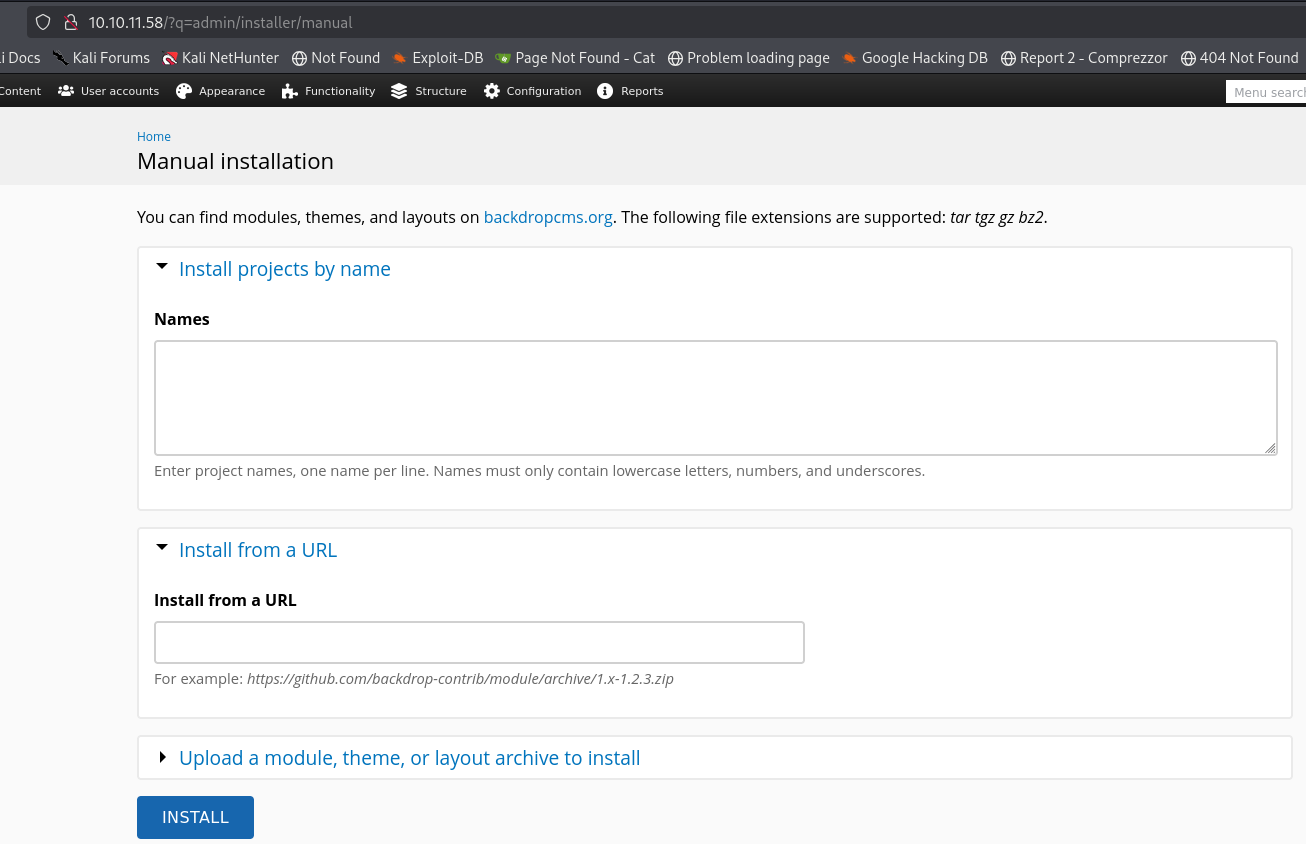 10.10.11.58/?q=admin/installer/manual
i Docs Kali Forums Kali NetHunter Not Found Exploit-DB Page Not Found - Cat Problem loading page Google Hacking DB Report 2 - Comprezzor 404 Not Found
Content User accounts Appearance Functionality Structure Configuration Reports Menu search
Home
Manual installation
You can find modules, themes, and layouts on backdropcms.org. The following file extensions are supported: tar tgz gz bz2.
Install projects by name
Names
Enter project names, one name per line. Names must only contain lowercase letters, numbers, and underscores.
Install from a URL
Install from a URL
For example: https://github.com/backdrop-contrib/module/archive/1.x-1.2.3.zip
Upload a module, theme, or layout archive to install
INSTALL